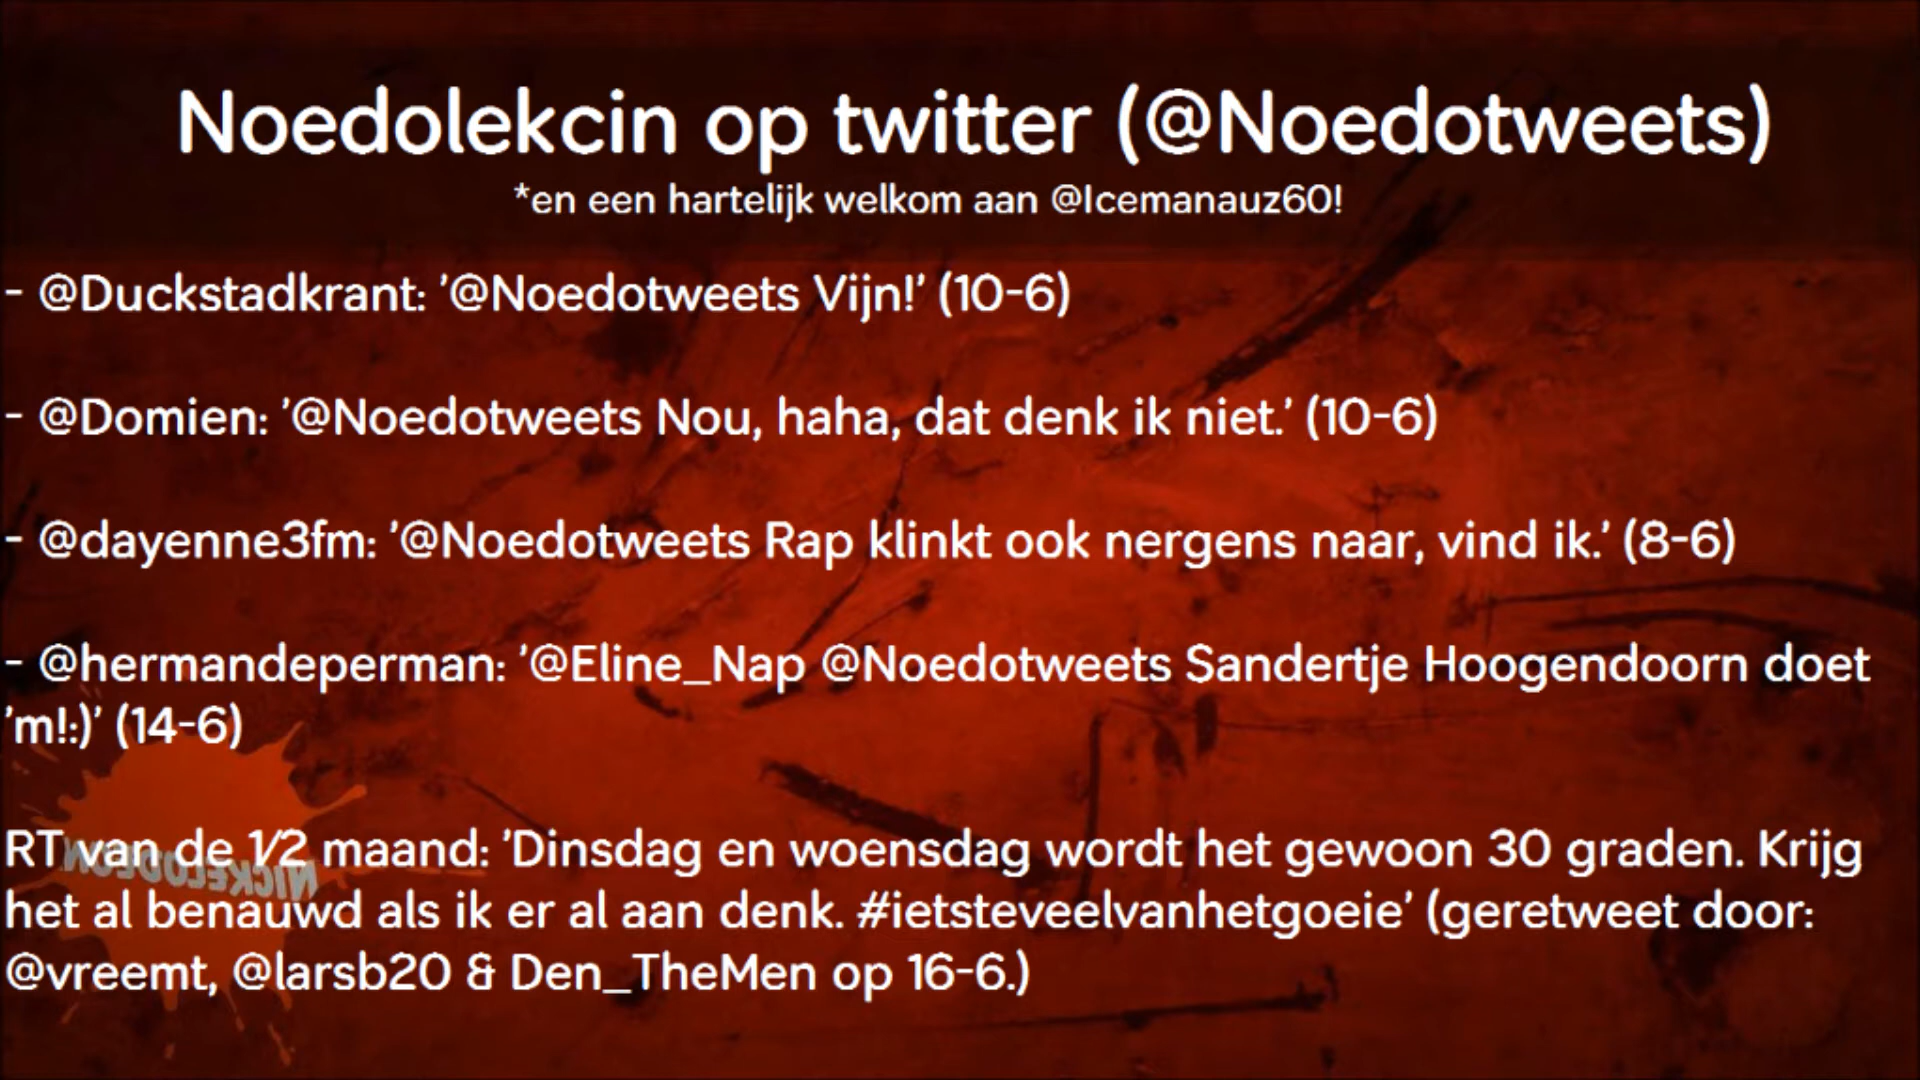 Noedolekcin op twitter (@Noedotweets)
*en een hartelijk welkom aan @Icemanauz60!
- @Duckstadkrant: '@Noedotweets Vijn!' (10-6)
- @Domien: '@Noedotweets Nou, haha, dat denk ik niet.' (10-6)
- @dayenne3fm: '@Noedotweets Rap klinkt ook nergens naar, vind ik.' (8-6)
- @hermandeperman: '@Eline_Nap @Noedotweets Sandertje Hoogendoorn doet
'm!:)' (14-6)
RT van de 1/2 maand: 'Dinsdag en woensdag wordt het gewoon 30 graden. Krijg
het al benauwd als ik er al aan denk. #ietsteveelvanhetgoeie' (geretweet door:
@vreemt, @larsb20 & Den_TheMen op 16-6.)
NICKELODEON